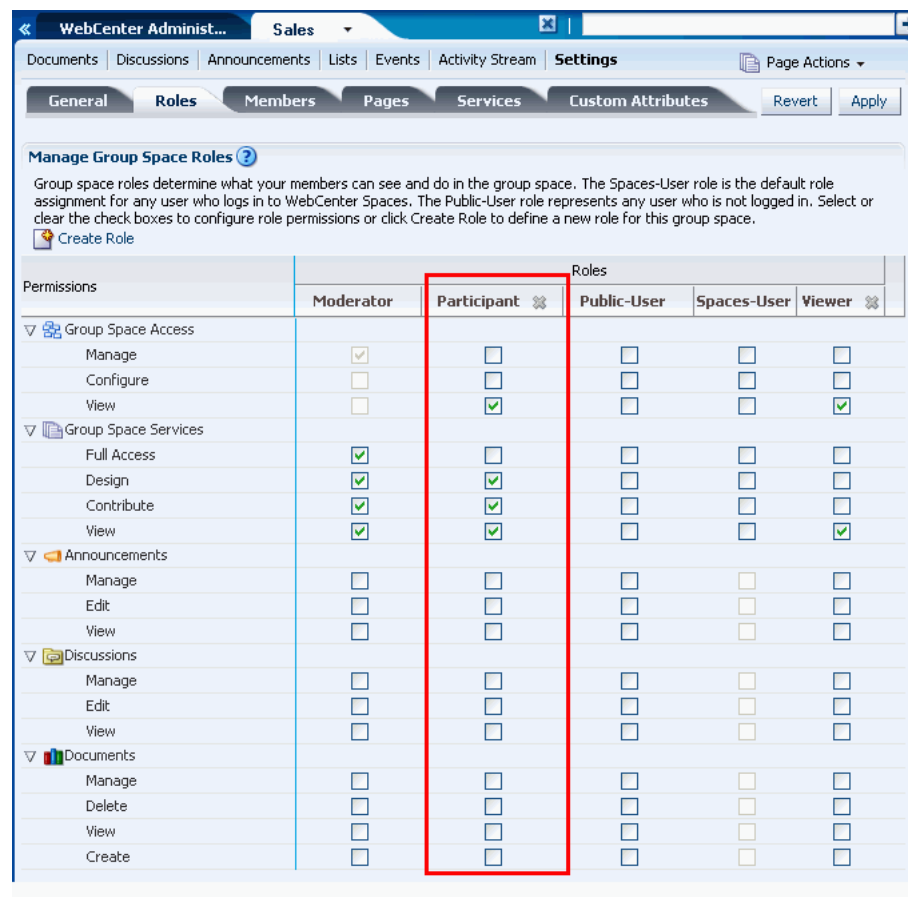 WebCenter Administ... Sales
Documents Discussions Announcements Lists Events Activity Stream Settings Page Actions
General Roles Members Pages Services Custom Attributes Revert Apply
Manage Group Space Roles ?
Group space roles determine what your members can see and do in the group space. The Spaces-User role is the default role
assignment for any user who logs in to WebCenter Spaces. The Public-User role represents any user who is not logged in. Select or
clear the check boxes to configure role permissions or click Create Role to define a new role for this group space.
Create Role
Roles
Permissions
Moderator Participant Public-User Spaces-User Viewer
Group Space Access
Manage
Configure
View
Group Space Services
Full Access
Design
Contribute
View
Announcements
Manage
Edit
View
Discussions
Manage
Edit
View
Documents
Manage
Delete
View
Create